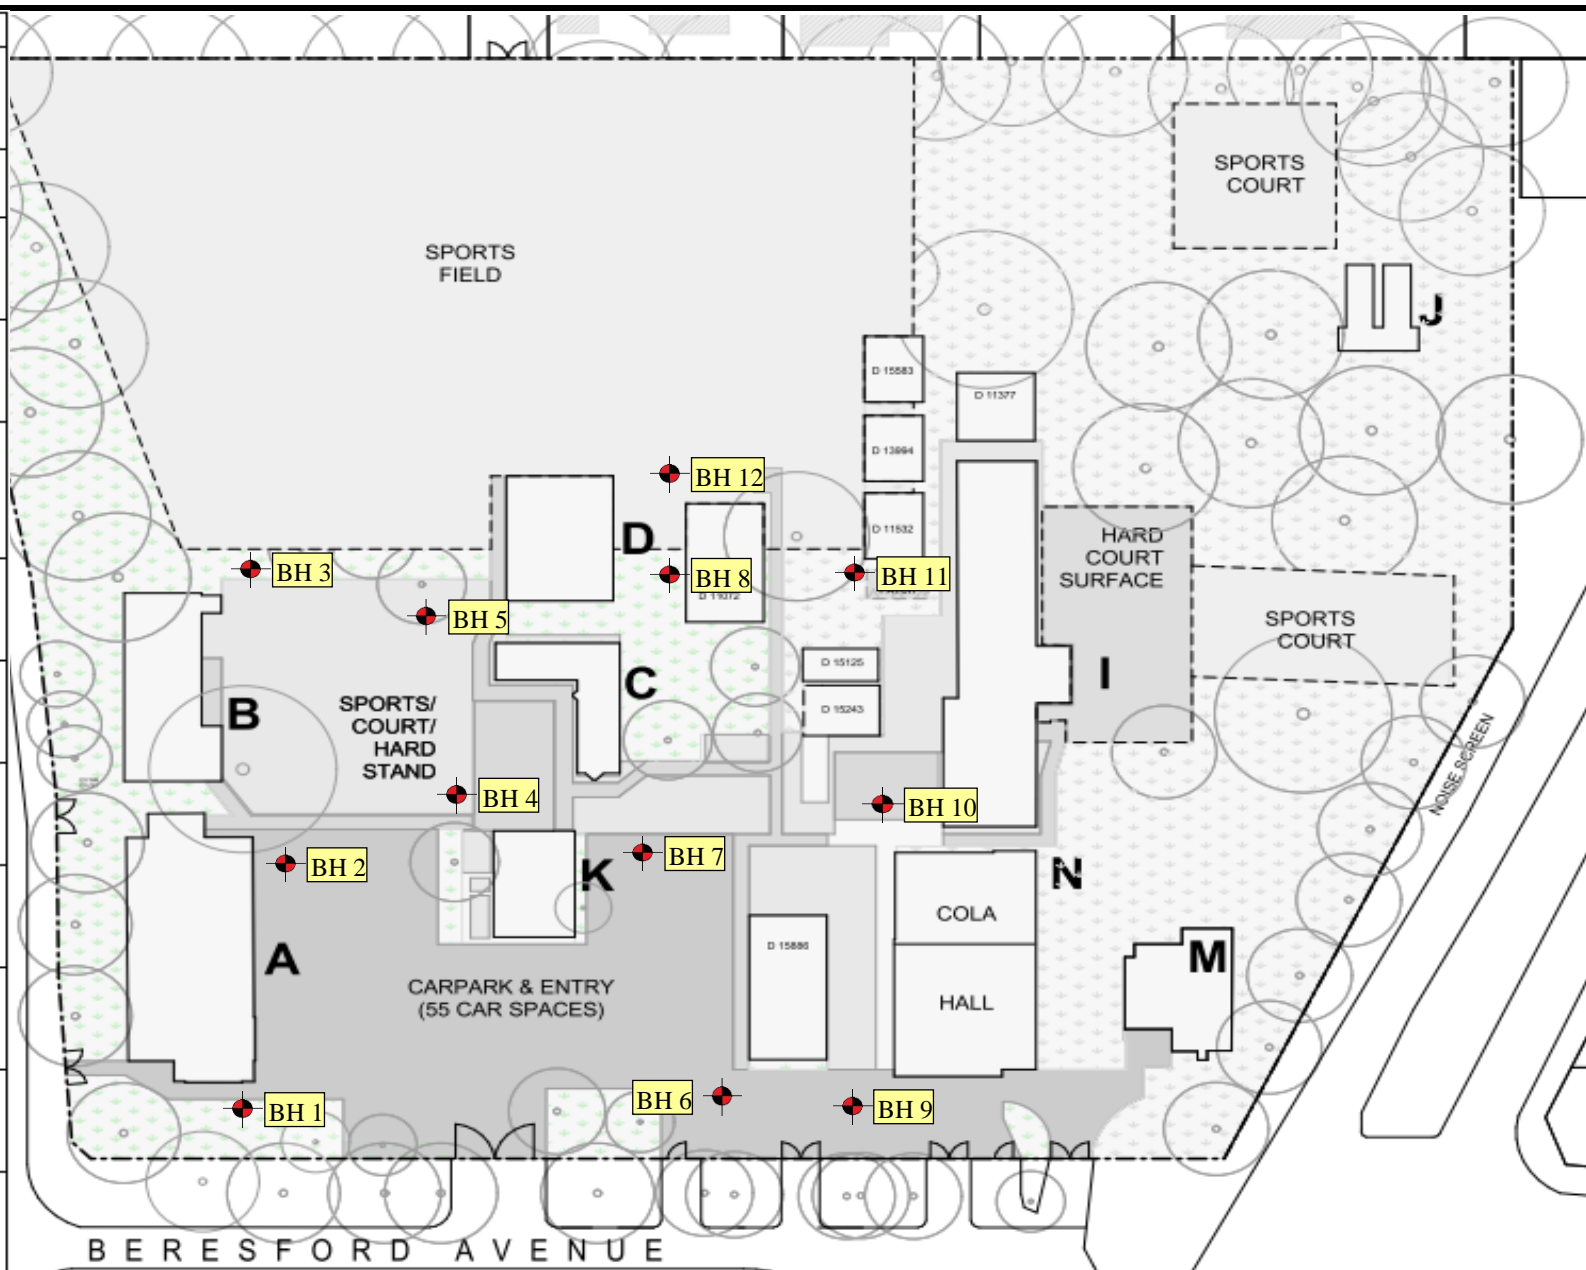 SPORTS
COURT
SPORTS
FIELD
J
D 15583
D 11377
D 13994
BH 12
D 11532
D
HARD
COURT
SURFACE
BH 3
BH 8
BH 11
D 11072
BH 5
SPORTS
COURT
C
D 15125
I
B
SPORTS/
COURT/
HARD
STAND
D 15243
NOISE SCREEN
BH 4
BH 10
BH 2
K
BH 7
N
COLA
A
D 15886
M
CARPARK & ENTRY
(55 CAR SPACES)
HALL
BH 1
BH 6
BH 9
BERESFORD AVENUE